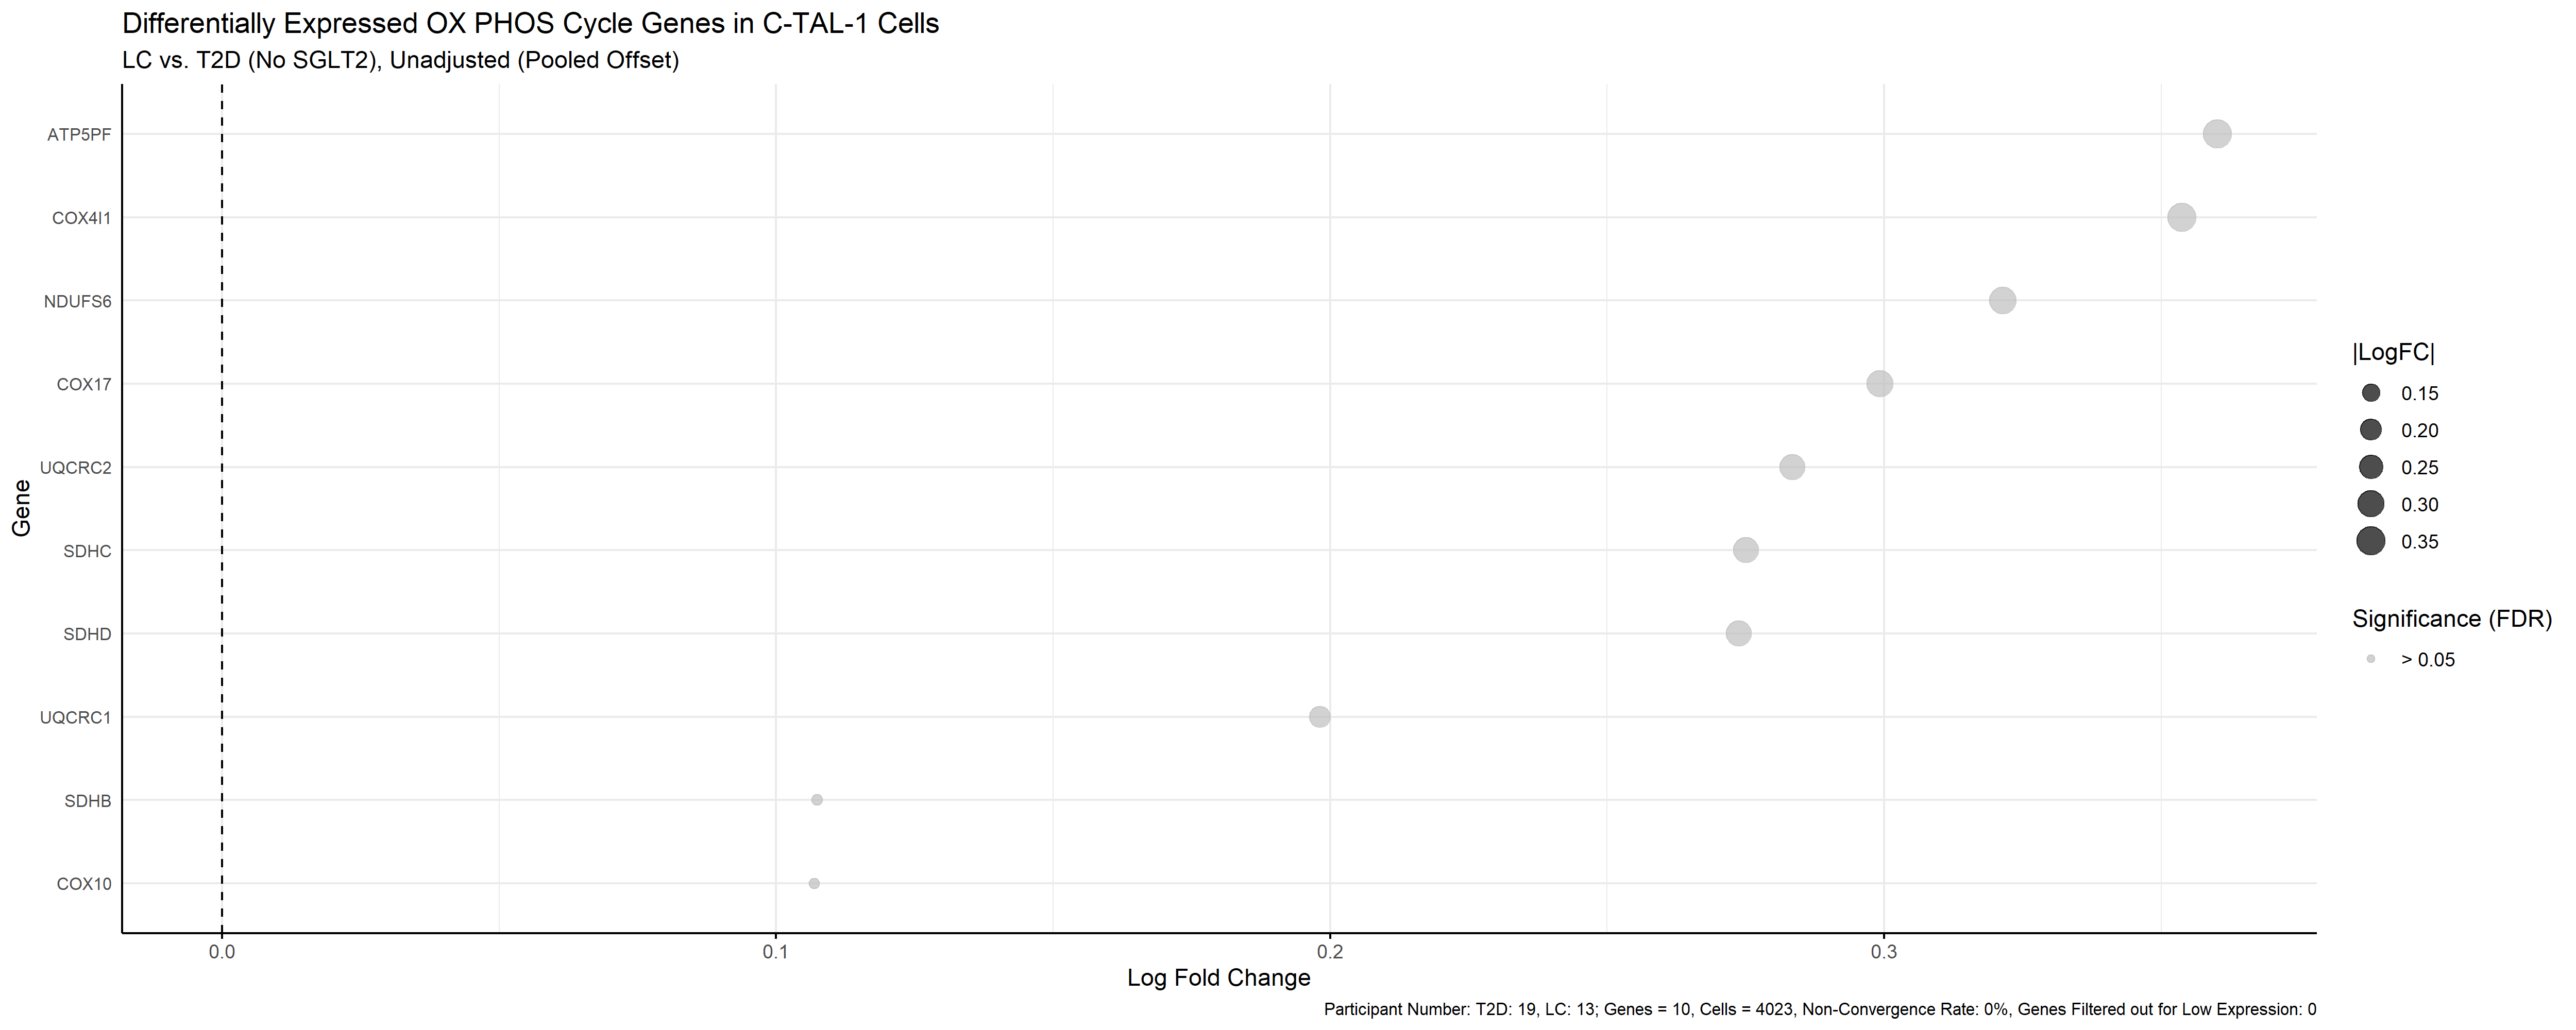 Differentially Expressed OX PHOS Cycle Genes in C-TAL-1 Cells
LC vs. T2D (No SGLT2), Unadjusted (Pooled Offset)
Gene
ATP5PF
COX4I1
NDUFS6
COX17
UQCRC2
SDHC
SDHD
UQCRC1
SDHB
COX10
0.0
0.1
0.2
0.3
Log Fold Change
|LogFC|
0.15
0.20
0.25
0.30
0.35
Significance (FDR)
> 0.05
Participant Number: T2D: 19, LC: 13; Genes = 10, Cells = 4023, Non-Convergence Rate: 0%, Genes Filtered out for Low Expression: 0